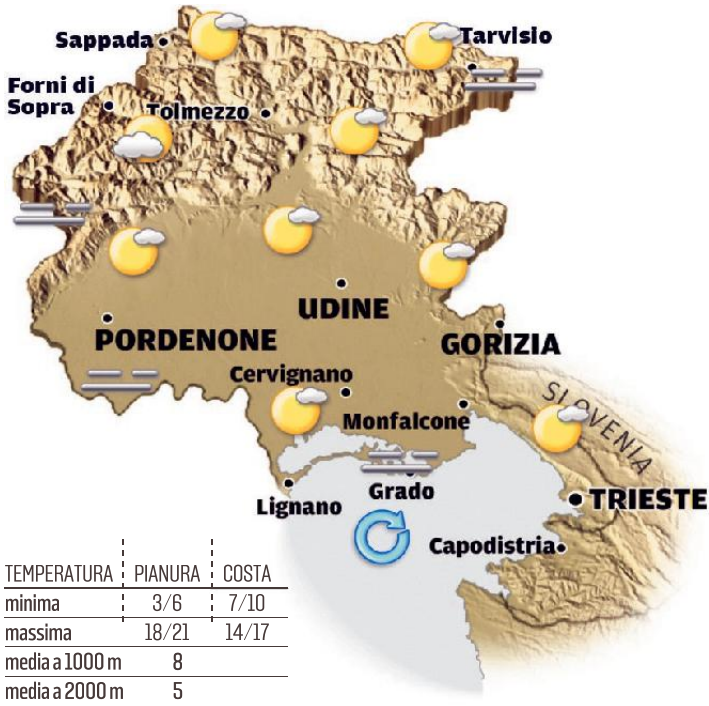 Sappada
Tarvisio
Forni di
Sopra
Tolmezzo
UDINE
PORDENONE
GORIZIA
Cervignano
SLOVENIA
Monfalcone
Grado
Lignano
TRIESTE
Capodistria
TEMPERATURA PIANURA COSTA
minima 3/6 7/10
massima 18/21 14/17
media a 1000 m 8
media a 2000 m 5